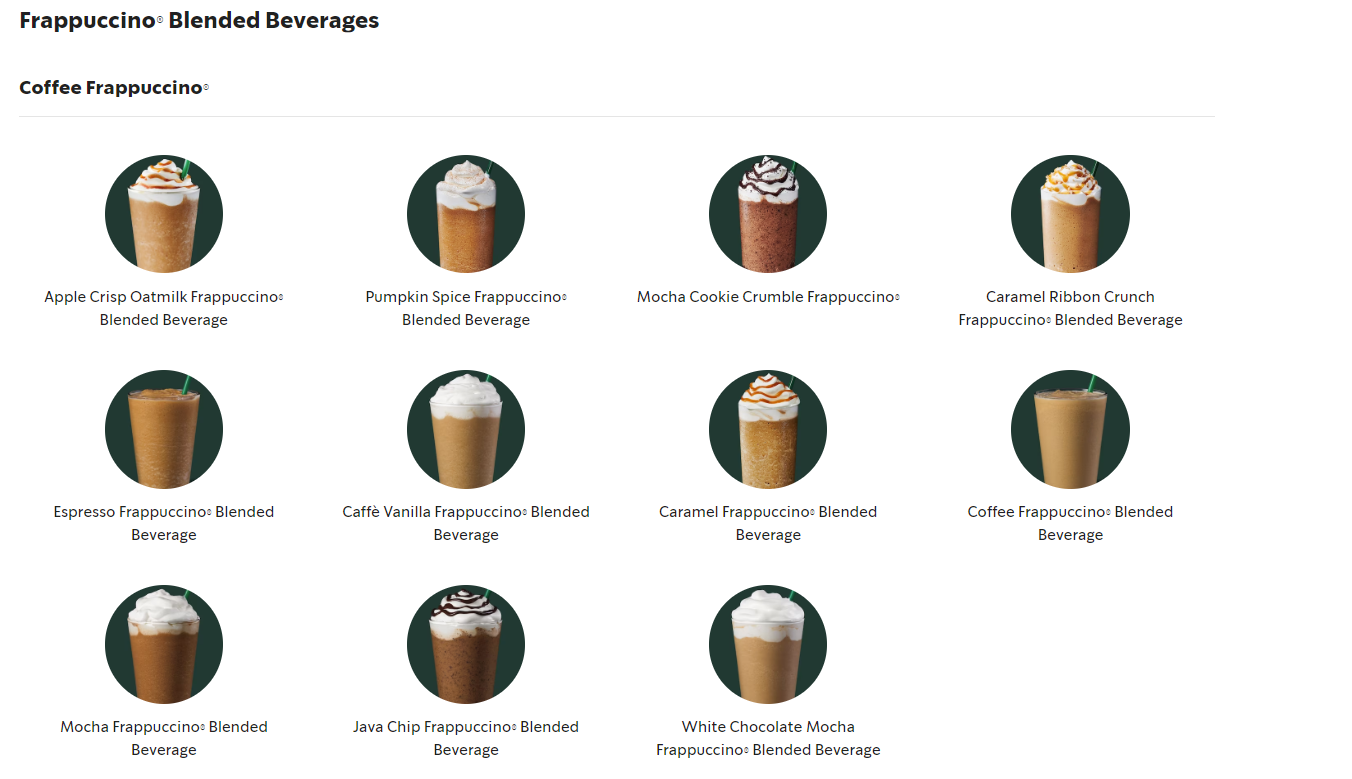 Frappuccino® Blended Beverages
Coffee Frappuccino®
Apple Crisp Oatmilk Frappuccino®
Blended Beverage
Pumpkin Spice Frappuccino®
Blended Beverage
Mocha Cookie Crumble Frappuccino®
Caramel Ribbon Crunch
Frappuccino® Blended Beverage
Espresso Frappuccino® Blended
Beverage
Caffè Vanilla Frappuccino® Blended
Beverage
Caramel Frappuccino® Blended
Beverage
Coffee Frappuccino® Blended
Beverage
Mocha Frappuccino® Blended
Beverage
Java Chip Frappuccino® Blended
Beverage
White Chocolate Mocha
Frappuccino® Blended Beverage